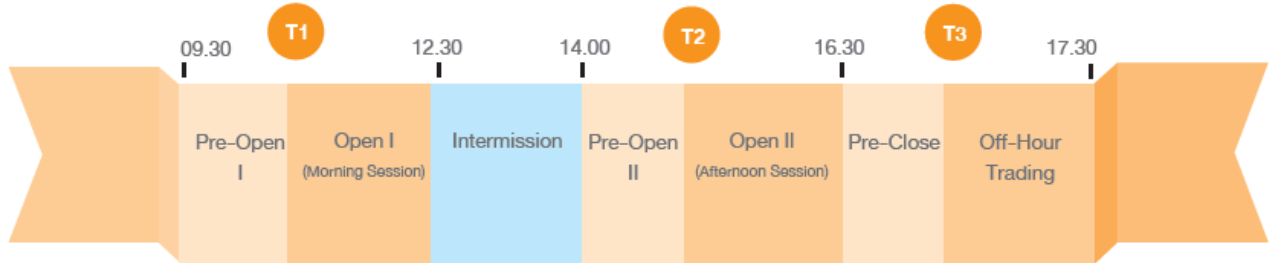 T1
T2
T3
09.30
12.30
14.00
16.30
17.30
Pre-Open
I
Open I
(Morning Session)
Intermission
Pre-Open
II
Open II
(Afternoon Session)
Pre-Close
Off-Hour
Trading